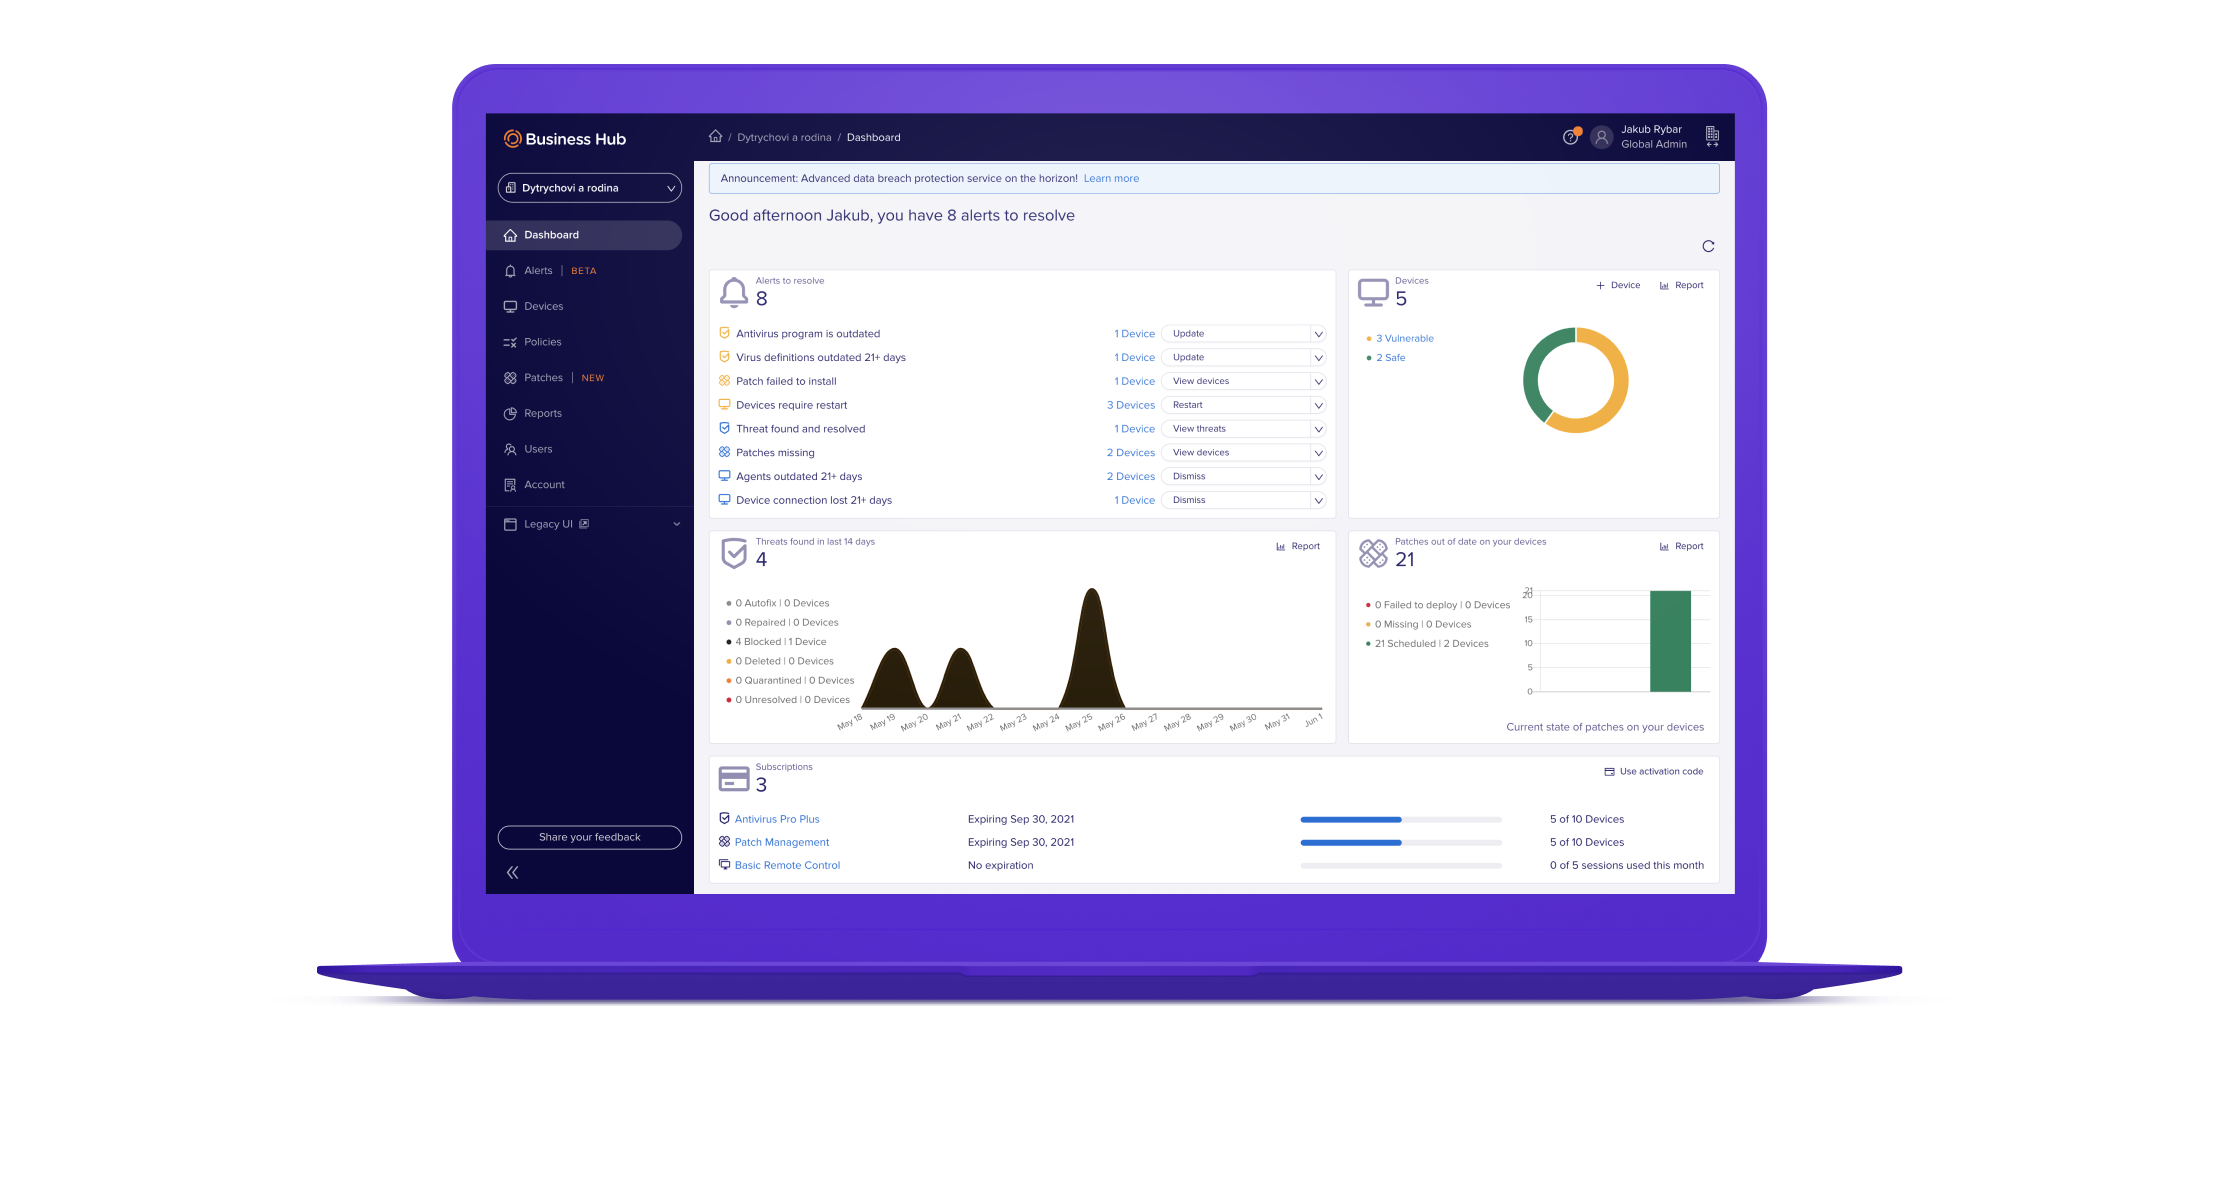 Business Hub
/ Dytrychovi a rodina / Dashboard
Jakub Rybar
Global Admin
Dytrychovi a rodina
Dashboard
Alerts | BETA
Devices
Policies
Patches | NEW
Reports
Users
Account
Legacy UI
Share your feedback
Announcement: Advanced data breach protection service on the horizon! Learn more
Good afternoon Jakub, you have 8 alerts to resolve
Alerts to resolve
8
Antivirus program is outdated 1 Device Update
Virus definitions outdated 21+ days 1 Device Update
Patch failed to install 1 Device View devices
Devices require restart 3 Devices Restart
Threat found and resolved 1 Device View threats
Patches missing 2 Devices View devices
Agents outdated 21+ days 2 Devices Dismiss
Device connection lost 21+ days 1 Device Dismiss
Devices
5
+ Device Report
3 Vulnerable
2 Safe
Threats found in last 14 days
4
Report
0 Autofix | 0 Devices
0 Repaired | 0 Devices
4 Blocked | 1 Device
0 Deleted | 0 Devices
0 Quarantined | 0 Devices
0 Unresolved | 0 Devices
May 18 May 19 May 20 May 21 May 22 May 23 May 24 May 25 May 26 May 27 May 28 May 29 May 30 May 31 Jun 1
Patches out of date on your devices
21
Report
0 Failed to deploy | 0 Devices
0 Missing | 0 Devices
21 Scheduled | 2 Devices
21
20
15
10
5
0
Current state of patches on your devices
Subscriptions
3
Use activation code
Antivirus Pro Plus Expiring Sep 30, 2021 5 of 10 Devices
Patch Management Expiring Sep 30, 2021 5 of 10 Devices
Basic Remote Control No expiration 0 of 5 sessions used this month